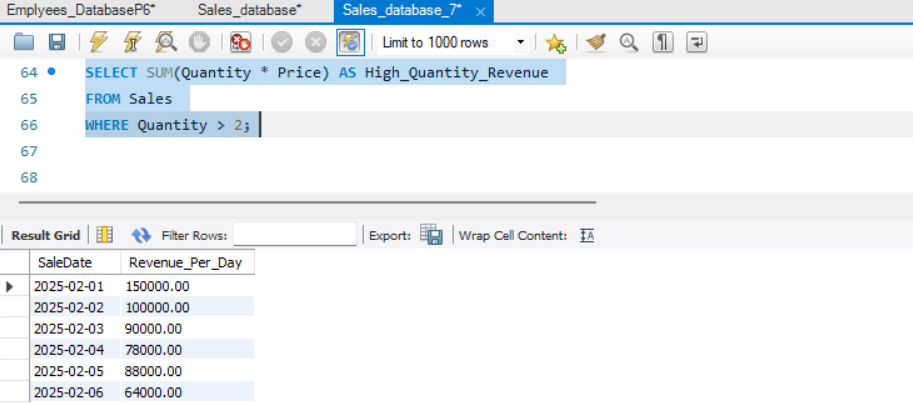 Emplyees_DatabaseP6* Sales_database* Sales_database_7* ×
Limit to 1000 rows
64 SELECT SUM(Quantity * Price) AS High_Quantity_Revenue
65 FROM Sales
66 WHERE Quantity > 2;
67
68
Result Grid Filter Rows: Export: Wrap Cell Content:
SaleDate Revenue_Per_Day
2025-02-01 150000.00
2025-02-02 100000.00
2025-02-03 90000.00
2025-02-04 78000.00
2025-02-05 88000.00
2025-02-06 64000.00